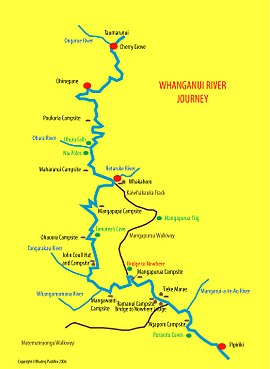 Taumarunui
Ongarue River
Cherry Grove
WHANGANUI RIVER
JOURNEY
Ohinepane
Poukaria Campsite
Ohura River
Ohura Falls
Niu Poles
Maharanui Campsite
Retaruke River
Whakahoro
Kaiwhakauka Track
Mangapapa Campsite
Mangapurua Trig
Tamatea's Cave
Mangapurua Walkway
Ohauora Campsite
Tangarakau River
John Coull Hut
and Campsite
Bridge to Nowhere
Mangapurua Campsite
Whangamomona River
Mangawaiiti
Campsite
Tieke Marae
Ramanui Campsite
Bridge to Nowhere Lodge
Manganui-a-te-Ao River
Ngaporo Campsite
Puraroto Caves
Pipiriki
Matemateaonga Walkway